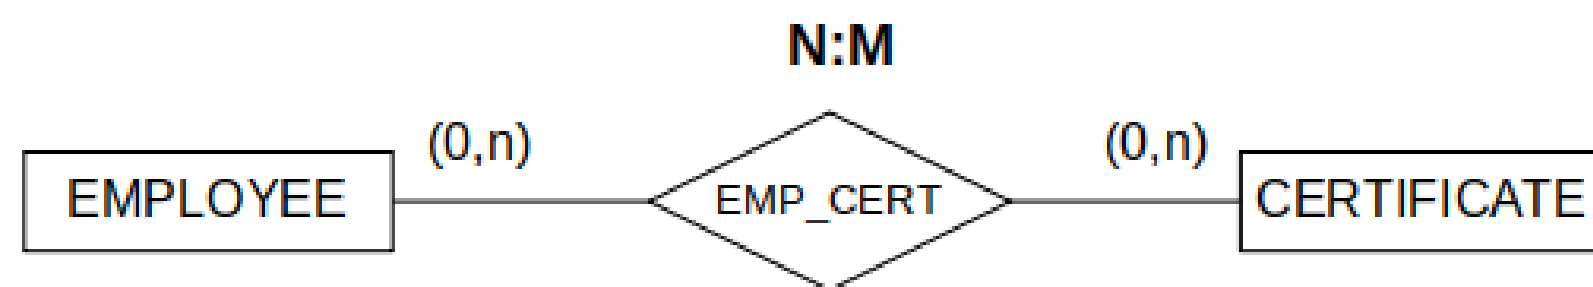 N:M
(0,n) (0,n)
EMPLOYEE EMP_CERT CERTIFICATE